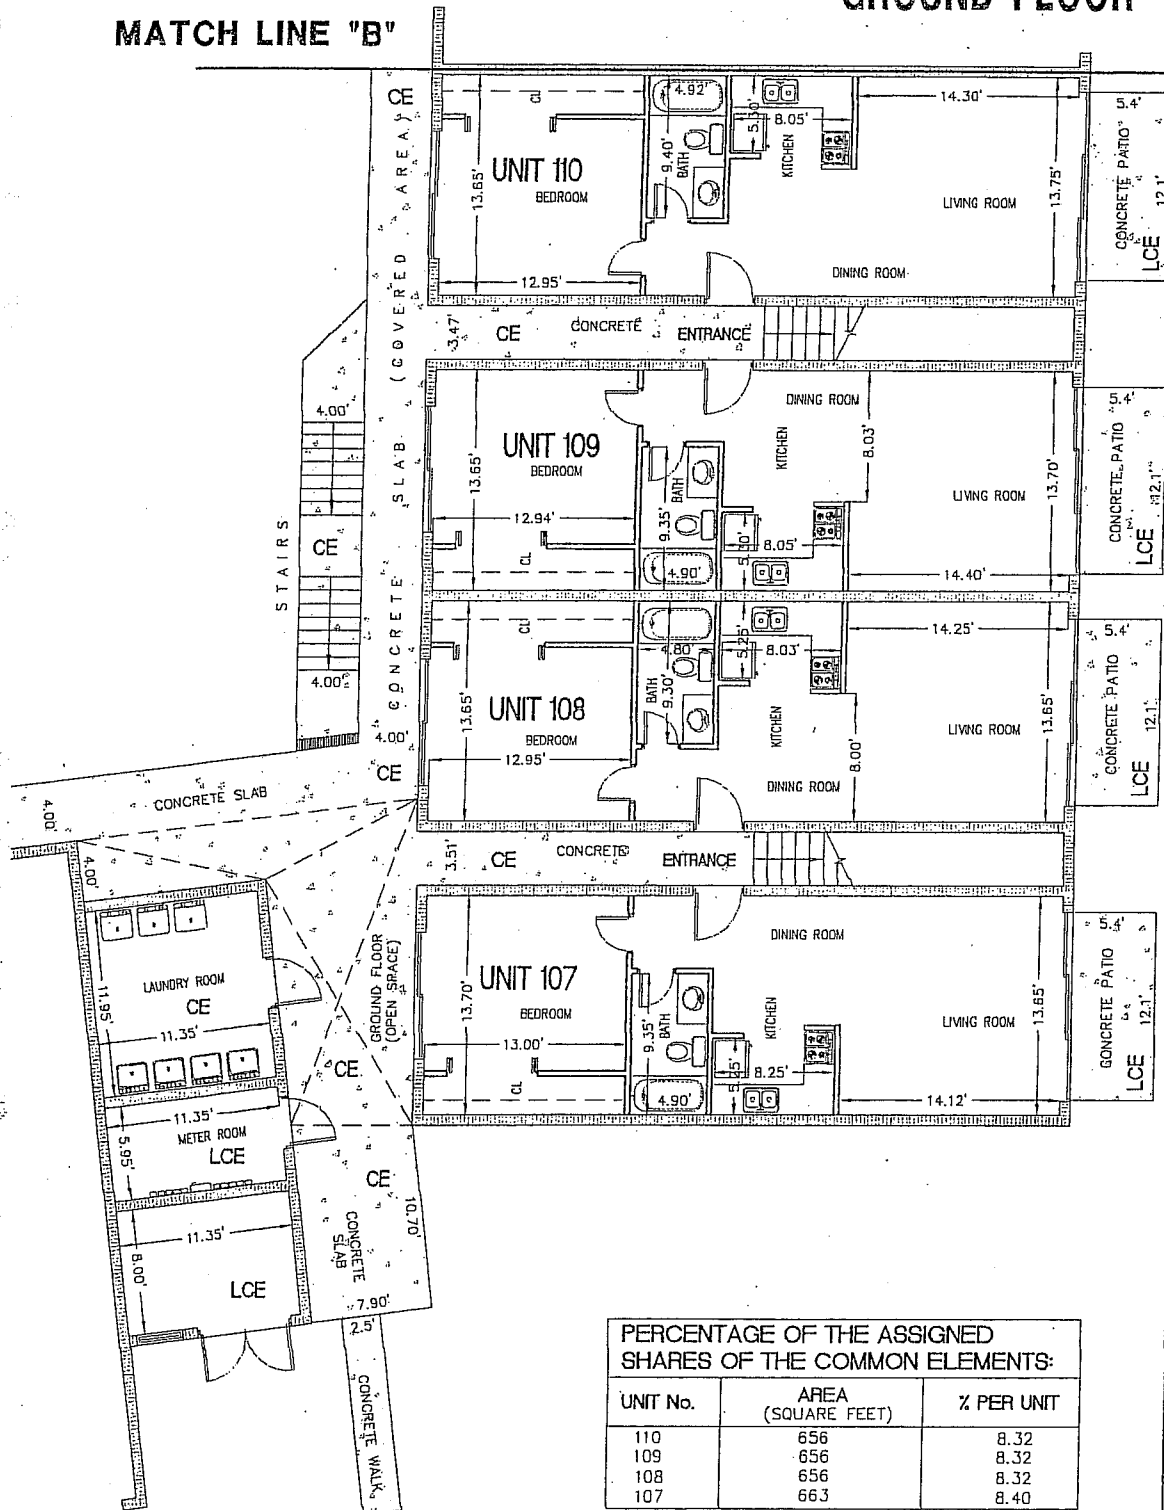 GROUND FLOOR
MATCH LINE "B"
CE
CL
4.92'
5.30'
8.05'
14.30'
5.4'
CONCRETE PATIO
12.1'
LCE
UNIT 110
BEDROOM
13.65'
9.40'
BATH
KITCHEN
LIVING ROOM
13.75'
12.95'
DINING ROOM
CONCRETE SLAB (COVERED AREA)
3.47'
CE
CONCRETE
ENTRANCE
4.00'
STAIRS
CE
4.00'
UNIT 109
BEDROOM
13.65'
12.94'
CL
BATH
9.35'
4.90'
KITCHEN
DINING ROOM
8.03'
5.30'
8.05'
LIVING ROOM
13.70'
14.40'
5.4'
CONCRETE PATIO
12.1'
LCE
CL
4.80'
5.25'
8.03'
14.25'
5.4'
CONCRETE PATIO
12.1'
LCE
UNIT 108
BEDROOM
13.65'
12.95'
BATH
9.30'
KITCHEN
8.00'
LIVING ROOM
13.65'
DINING ROOM
4.00'
CE
CONCRETE SLAB
4.00'
4.00'
3.51'
CE
CONCRETE
ENTRANCE
GROUND FLOOR
(OPEN SPACE)
CE
UNIT 107
BEDROOM
13.70'
13.00'
CL
BATH
9.35'
4.90'
KITCHEN
DINING ROOM
5.25'
8.25'
LIVING ROOM
13.65'
14.12'
5.4'
CONCRETE PATIO
12.1'
LCE
LAUNDRY ROOM
CE
11.95'
11.35'
11.35'
METER ROOM
LCE
5.95'
11.35'
8.00'
LCE
CE
10.70'
CONCRETE
SLAB
7.90'
2.5'
CONCRETE WALK
PERCENTAGE OF THE ASSIGNED
SHARES OF THE COMMON ELEMENTS:
UNIT No. AREA (SQUARE FEET) % PER UNIT
110 656 8.32
109 656 8.32
108 656 8.32
107 663 8.40